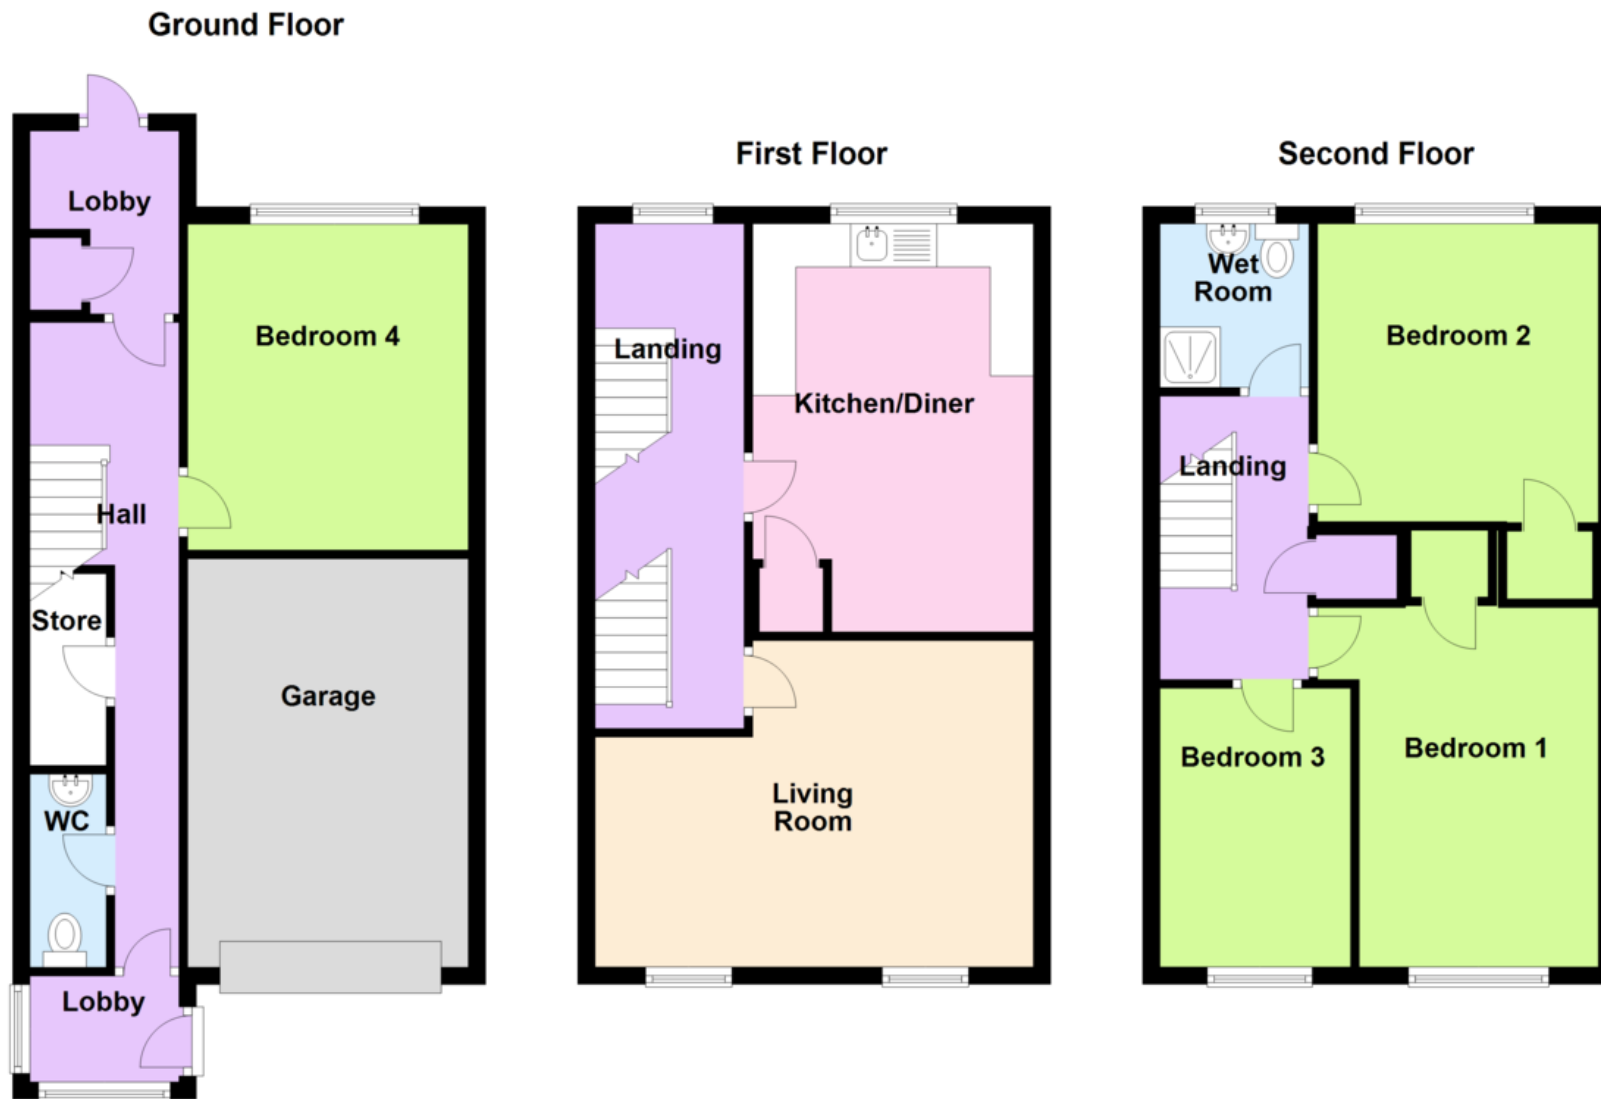 Ground Floor
Lobby
Bedroom 4
Hall
Store
Garage
WC
Lobby
First Floor
Landing
Kitchen/Diner
Living
Room
Second Floor
Wet
Room
Bedroom 2
Landing
Bedroom 3
Bedroom 1